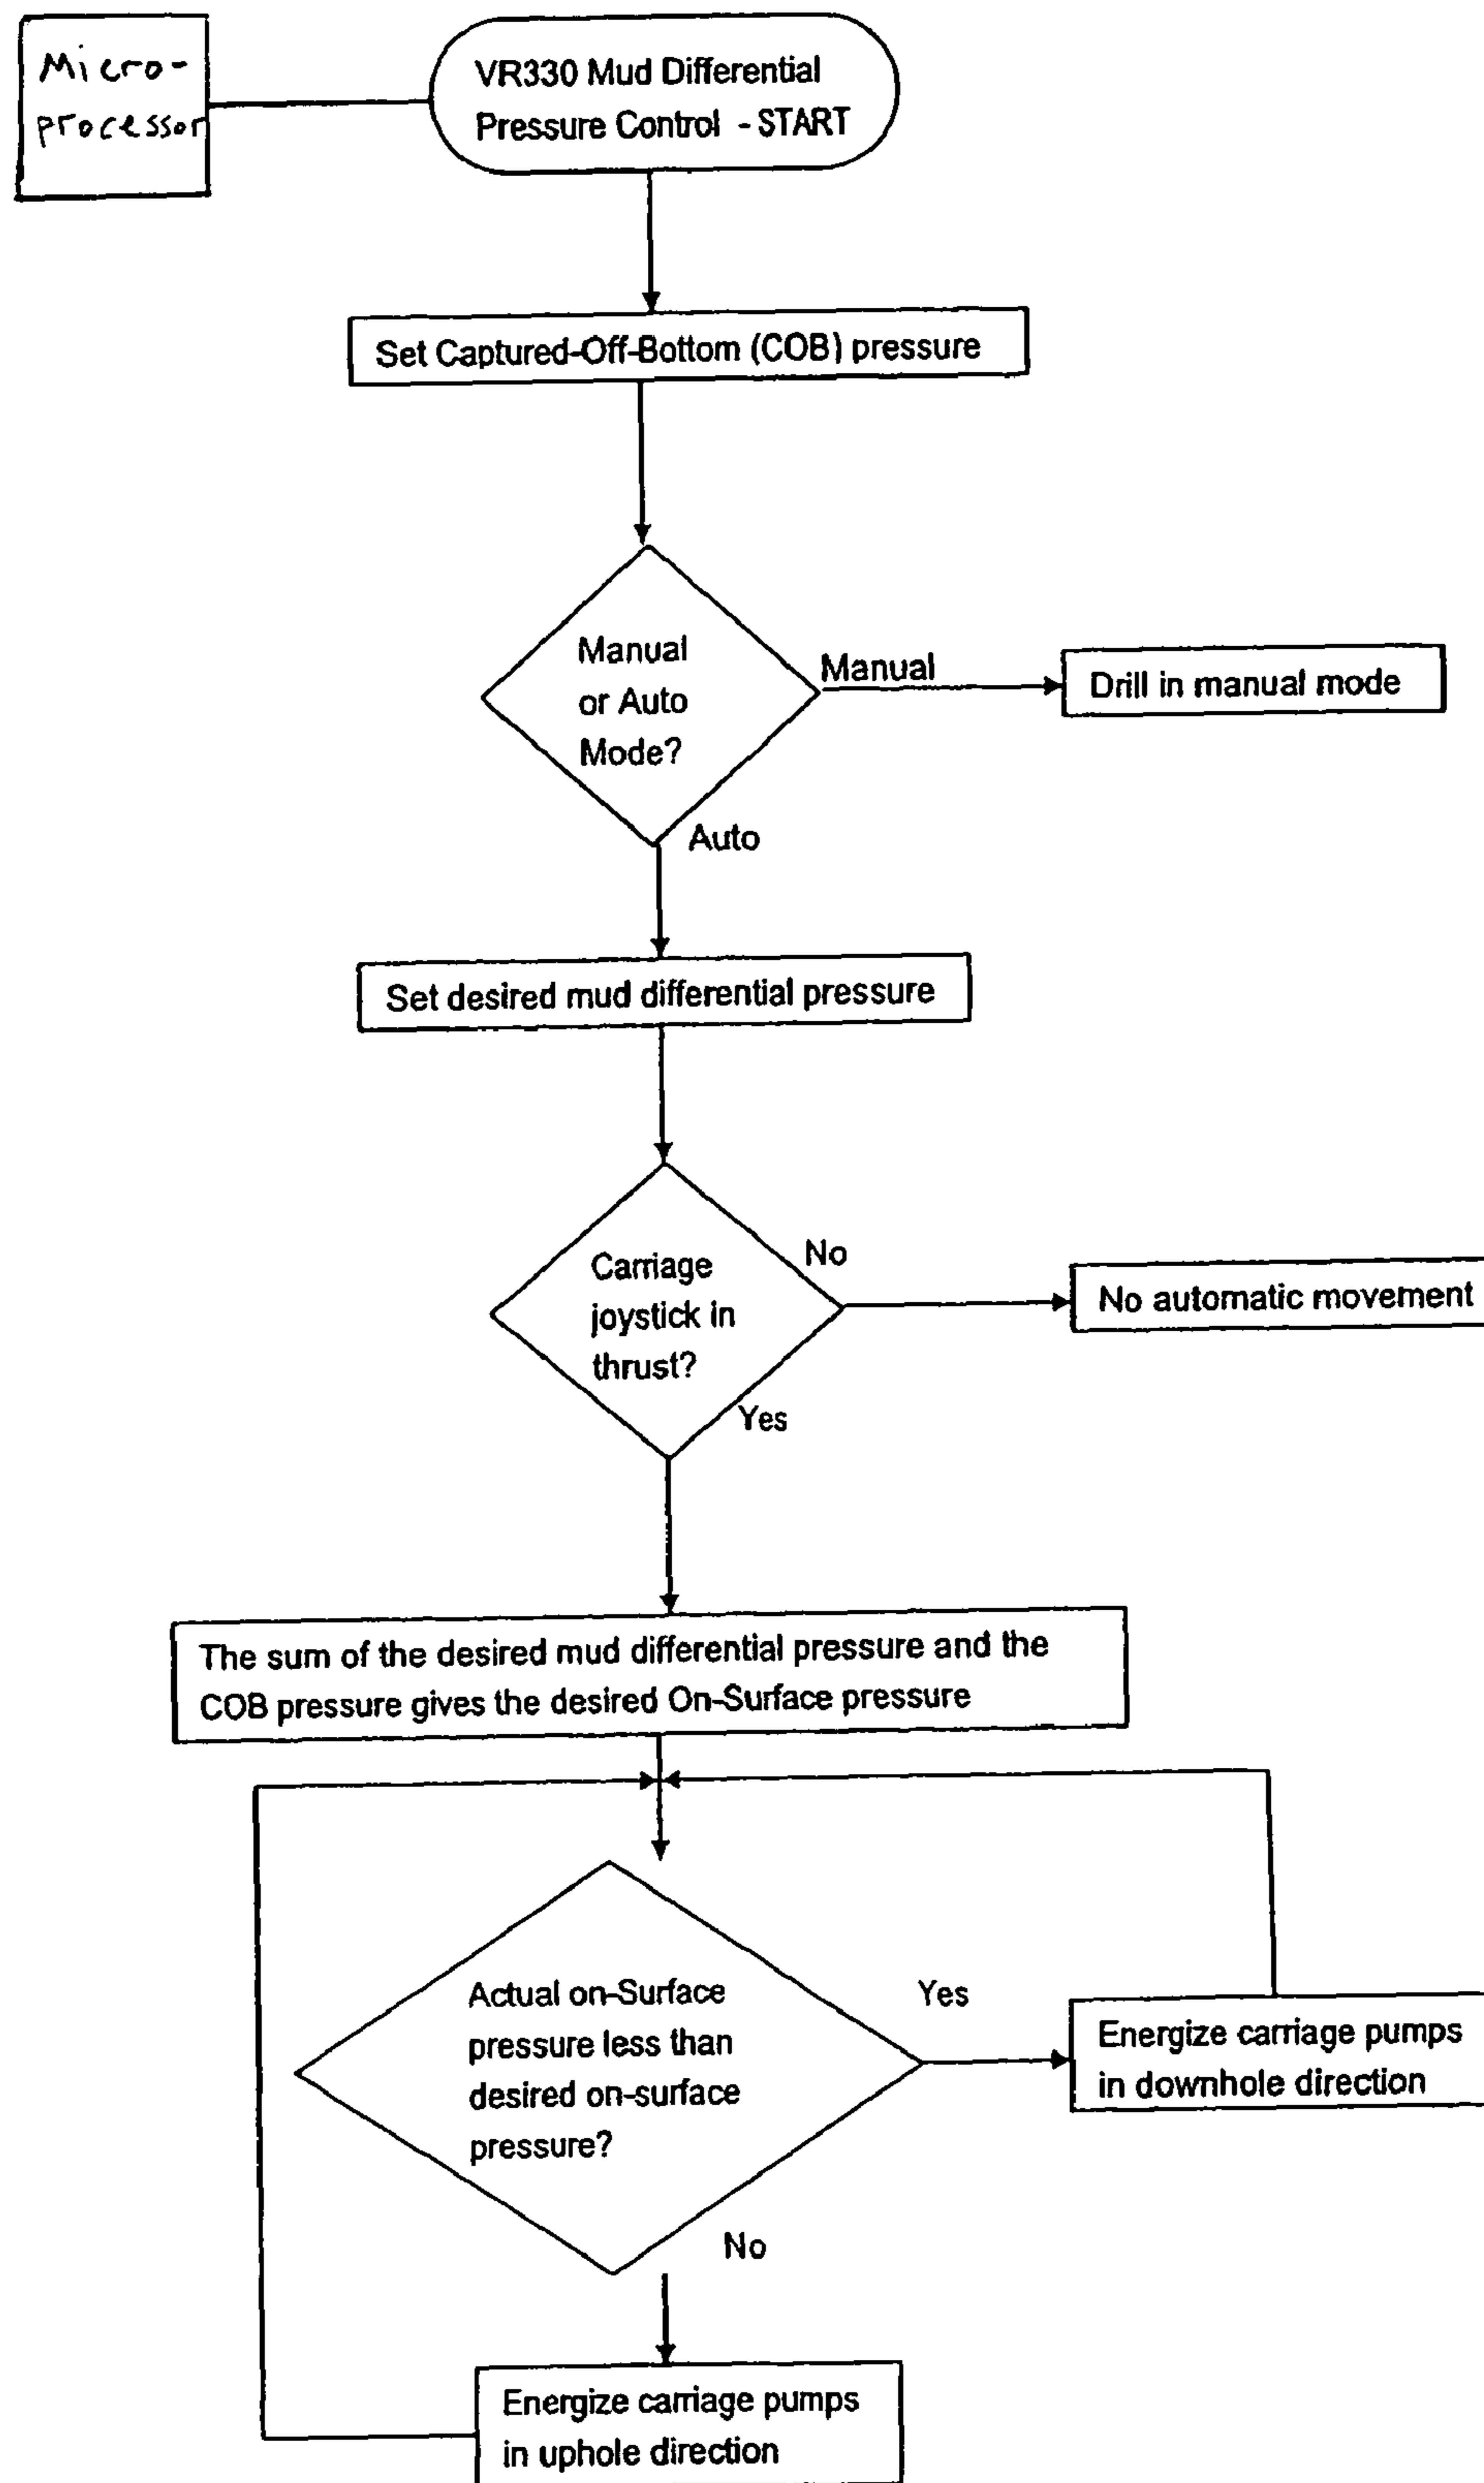 Micro-
processor
VR330 Mud Differential
Pressure Control - START
Set Captured-Off-Bottom (COB) pressure
Manual
or Auto
Mode?
Manual
Drill in manual mode
Auto
Set desired mud differential pressure
Carriage
joystick in
thrust?
No
No automatic movement
Yes
The sum of the desired mud differential pressure and the
COB pressure gives the desired On-Surface pressure
Actual on-Surface
pressure less than
desired on-surface
pressure?
Yes
Energize carriage pumps
in downhole direction
No
Energize carriage pumps
in uphole direction